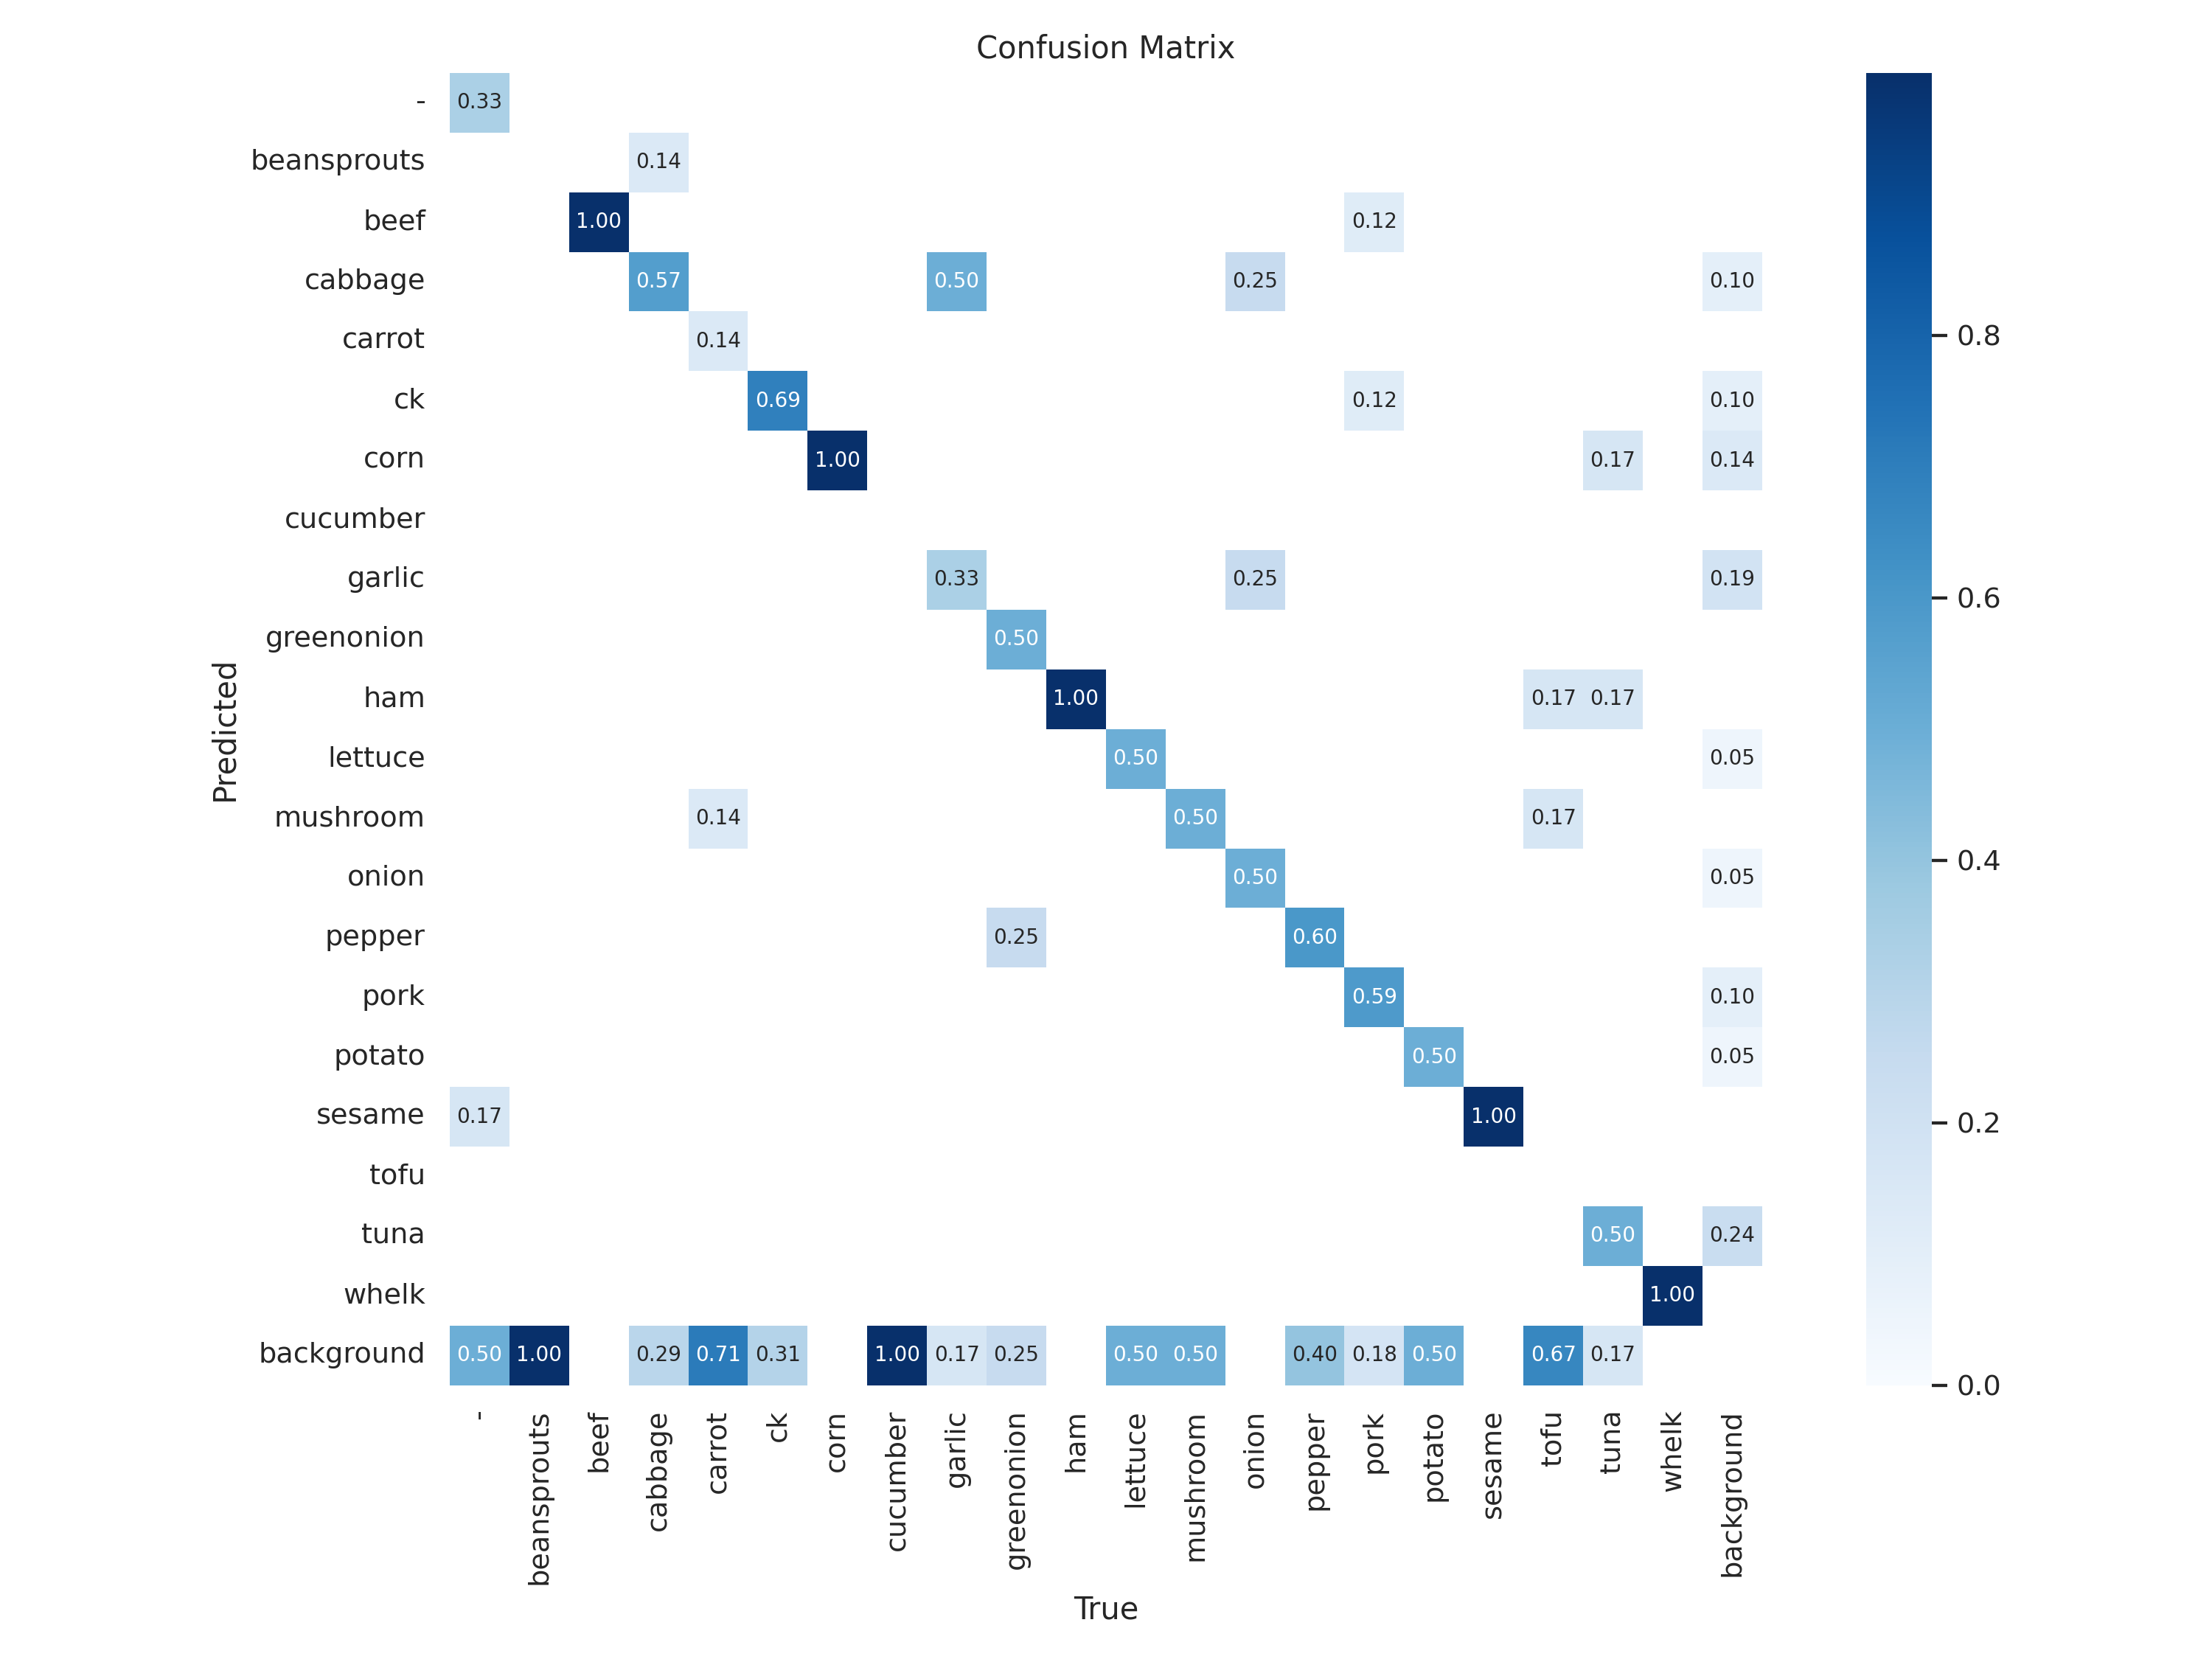 Confusion Matrix
- 0.33
beansprouts 0.14
beef 1.00 0.12
cabbage 0.57 0.50 0.25 0.10
carrot 0.14
ck 0.69 0.12 0.10
corn 1.00 0.17 0.14
cucumber
garlic 0.33 0.25 0.19
greenonion 0.50
ham 1.00 0.17 0.17
lettuce 0.50 0.05
mushroom 0.14 0.50 0.17
onion 0.50 0.05
pepper 0.25 0.60
pork 0.59 0.10
potato 0.50 0.05
sesame 0.17 1.00
tofu
tuna 0.50 0.24
whelk 1.00
background 0.50 1.00 0.29 0.71 0.31 1.00 0.17 0.25 0.50 0.50 0.40 0.18 0.50 0.67 0.17
Predicted
- beansprouts beef cabbage carrot ck corn cucumber garlic greenonion ham lettuce mushroom onion pepper pork potato sesame tofu tuna whelk background
True
0.8
0.6
0.4
0.2
0.0